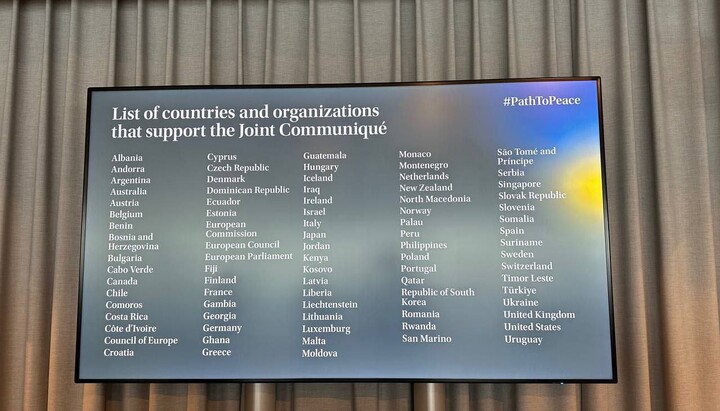 List of countries and organizations
that support the Joint Communiqué
#PathToPeace
Albania
Andorra
Argentina
Australia
Austria
Belgium
Benin
Bosnia and
Herzegovina
Bulgaria
Cabo Verde
Canada
Chile
Comoros
Costa Rica
Côte d'Ivoire
Council of Europe
Croatia
Cyprus
Czech Republic
Denmark
Dominican Republic
Ecuador
Estonia
European
Commission
European Council
European Parliament
Fiji
Finland
France
Gambia
Georgia
Germany
Ghana
Greece
Guatemala
Hungary
Iceland
Iraq
Ireland
Israel
Italy
Japan
Jordan
Kenya
Kosovo
Latvia
Liberia
Liechtenstein
Lithuania
Luxemburg
Malta
Moldova
Monaco
Montenegro
Netherlands
New Zealand
North Macedonia
Norway
Palau
Peru
Philippines
Poland
Portugal
Qatar
Republic of South
Korea
Romania
Rwanda
San Marino
São Tomé and
Príncipe
Serbia
Singapore
Slovak Republic
Slovenia
Somalia
Spain
Suriname
Sweden
Switzerland
Timor Leste
Türkiye
Ukraine
United Kingdom
United States
Uruguay